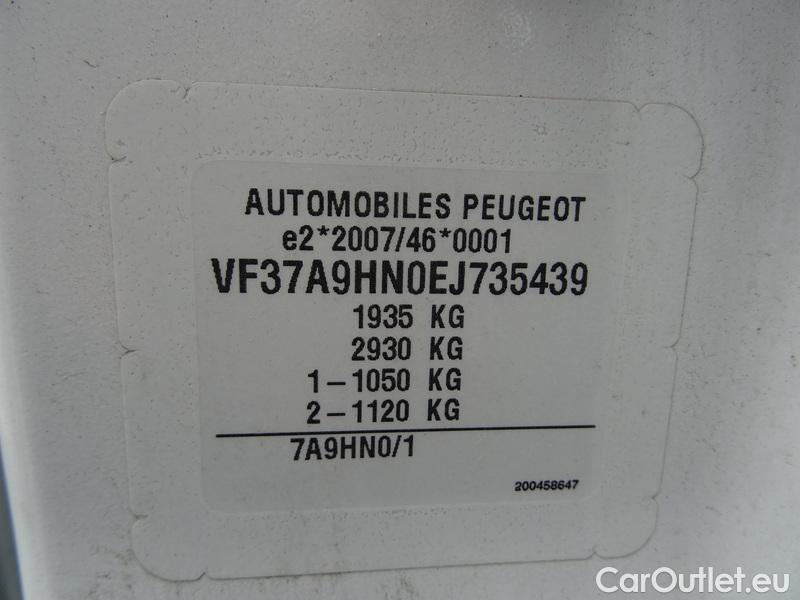 AUTOMOBILES PEUGEOT
e2*2007/46*0001
VF37A9HN0EJ735439
1935 KG
2930 KG
1-1050 KG
2-1120 KG
7A9HN0/1
200458647
CarOutlet.eu